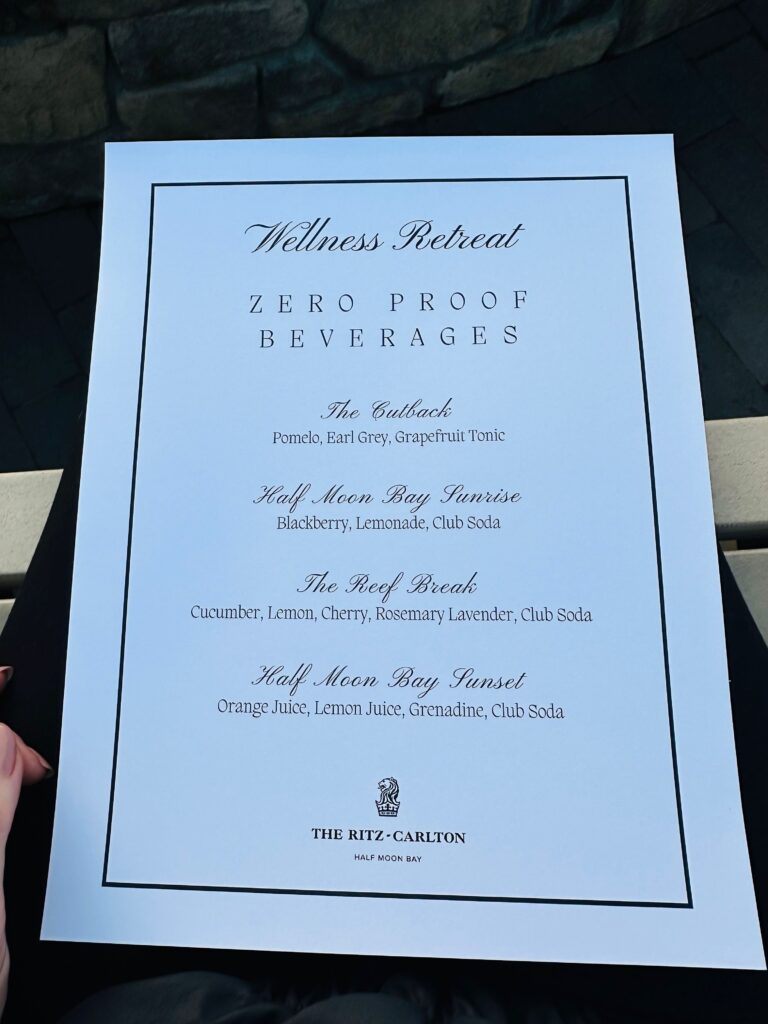 Wellness Retreat
ZERO PROOF
BEVERAGES
The Cutback
Pomelo, Earl Grey, Grapefruit Tonic
Half Moon Bay Sunrise
Blackberry, Lemonade, Club Soda
The Reef Break
Cucumber, Lemon, Cherry, Rosemary Lavender, Club Soda
Half Moon Bay Sunset
Orange Juice, Lemon Juice, Grenadine, Club Soda
THE RITZ-CARLTON
HALF MOON BAY